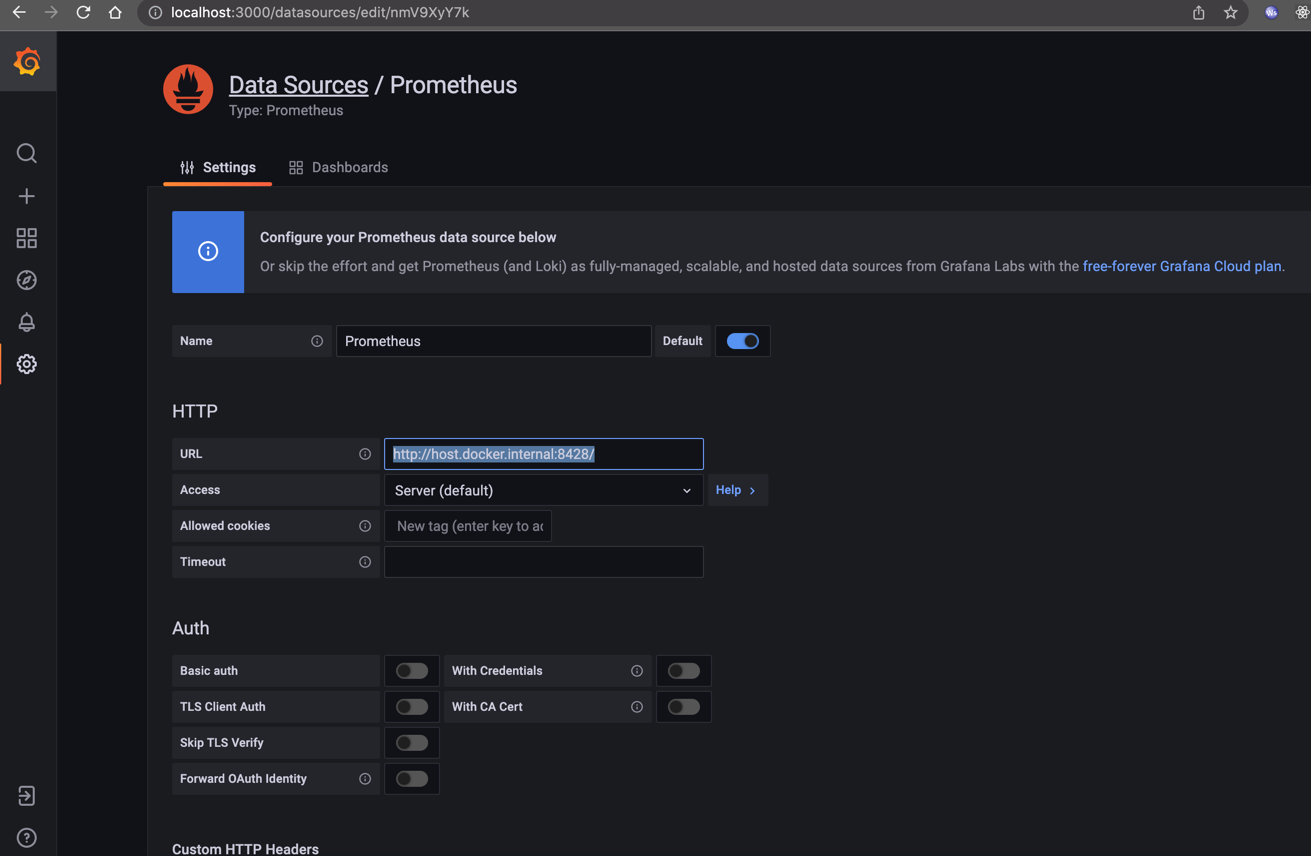 localhost:3000/datasources/edit/nmV9XyY7k
Data Sources / Prometheus
Type: Prometheus
Settings
Dashboards
Configure your Prometheus data source below
Or skip the effort and get Prometheus (and Loki) as fully-managed, scalable, and hosted data sources from Grafana Labs with the free-forever Grafana Cloud plan.
Name Prometheus Default
HTTP
URL http://host.docker.internal:8428/
Access Server (default) Help
Allowed cookies New tag (enter key to ac
Timeout
Auth
Basic auth With Credentials
TLS Client Auth With CA Cert
Skip TLS Verify
Forward OAuth Identity
Custom HTTP Headers